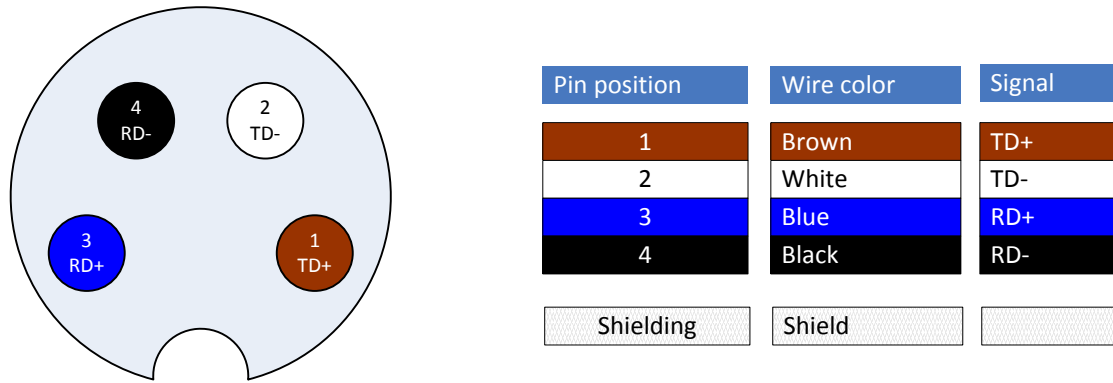 4
RD-
2
TD-
3
RD+
1
TD+
Pin position Wire color Signal
1 Brown TD+
2 White TD-
3 Blue RD+
4 Black RD-
Shielding Shield